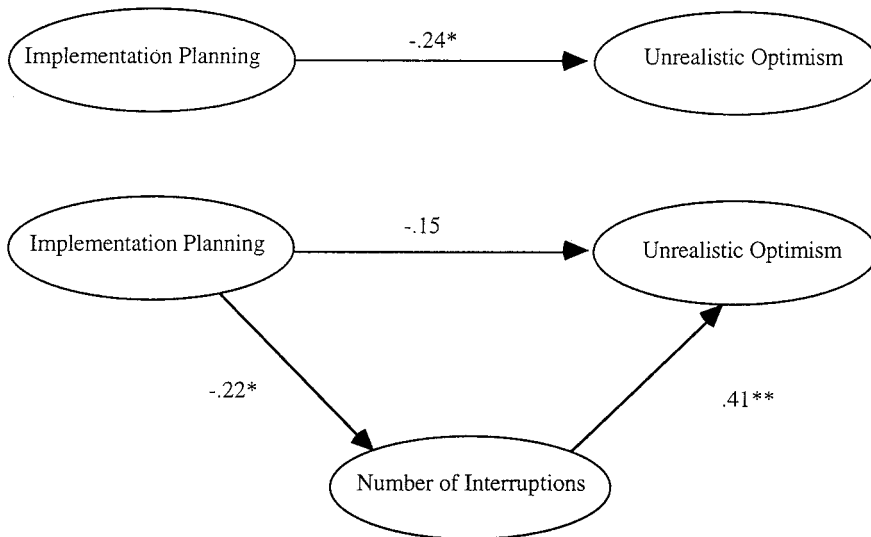 -.24*
Implementation Planning
Unrealistic Optimism
-.15
Implementation Planning
Unrealistic Optimism
-.22*
.41**
Number of Interruptions